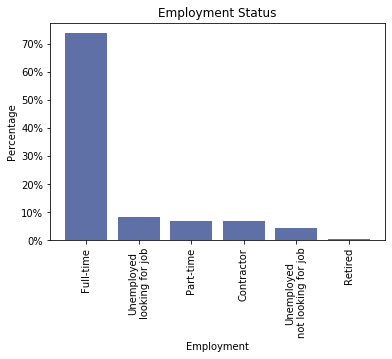 Employment Status
Percentage
70%
60%
50%
40%
30%
20%
10%
0%
Full-time
Unemployed
looking for job
Part-time
Contractor
Unemployed
not looking for job
Retired
Employment